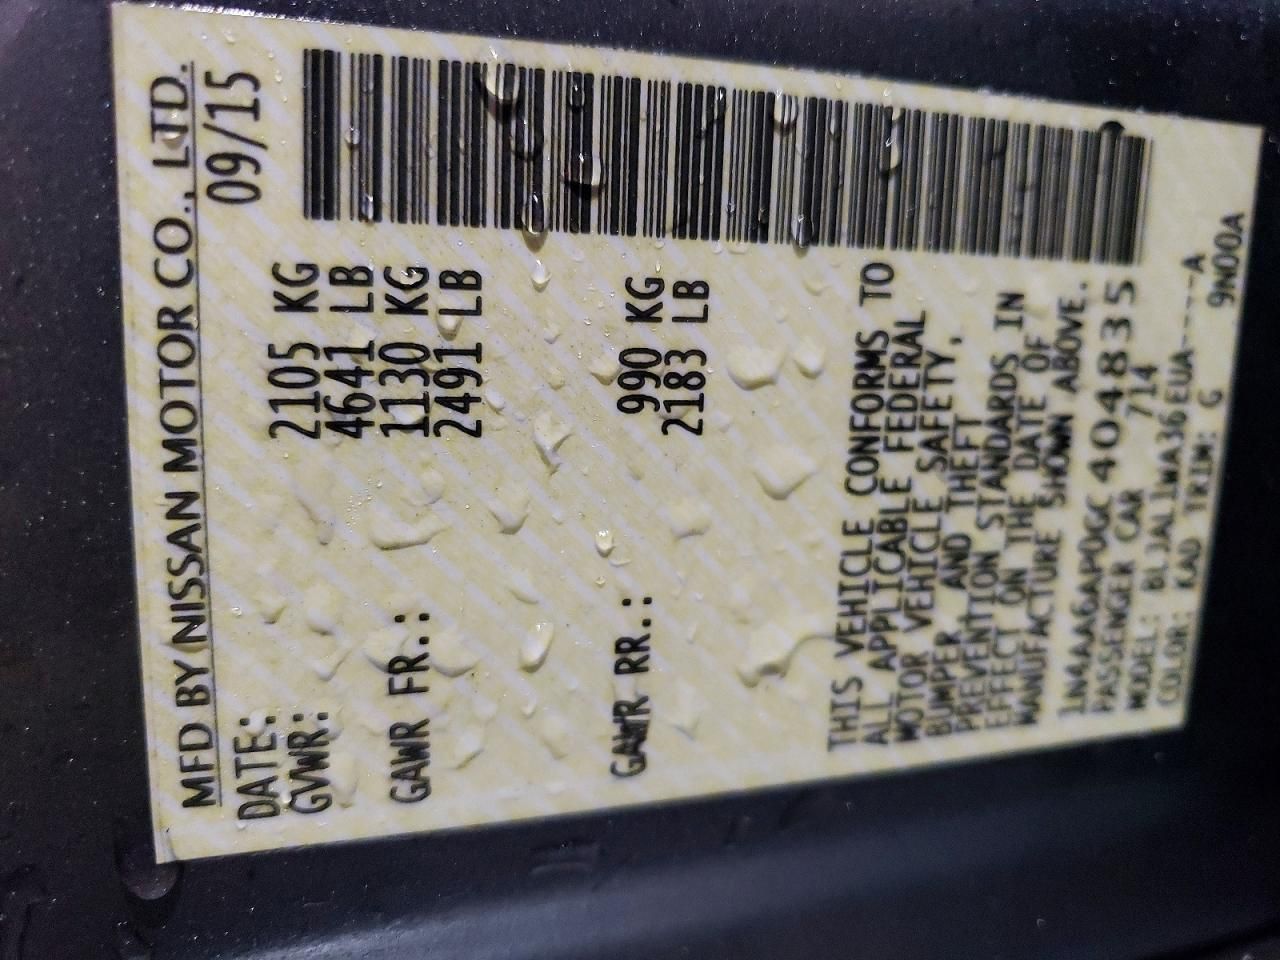 MFD BY NISSAN MOTOR CO., LTD.
DATE: 09/15
GVWR: 2105 KG
4641 LB
GAWR FR.: 1130 KG
2491 LB
GAWR RR.: 990 KG
2183 LB
THIS VEHICLE CONFORMS TO
ALL APPLICABLE FEDERAL
MOTOR VEHICLE SAFETY,
BUMPER AND THEFT
PREVENTION STANDARDS IN
EFFECT ON THE DATE OF
MANUFACTURE SHOWN ABOVE.
1N4AA6AP0GC404835
PASSENGER CAR 714
MODEL: BLJAL1WA36EUA-----A
COLOR: KAD TRIM: G 9N00A